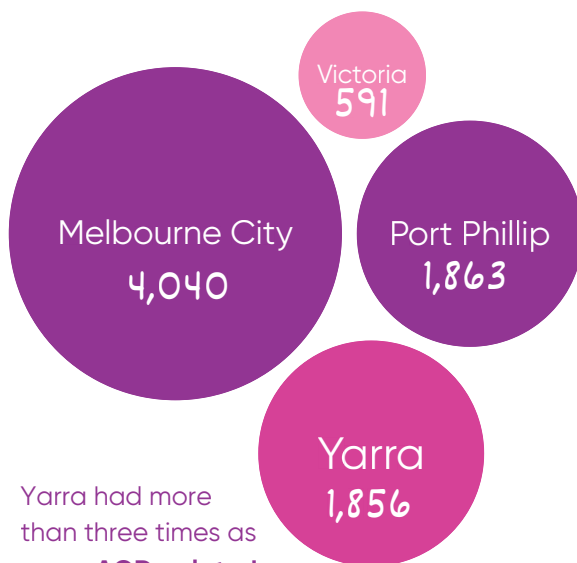 Victoria
591
Melbourne City
4,040
Port Phillip
1,863
Yarra
1,856
Yarra had more
than three times as